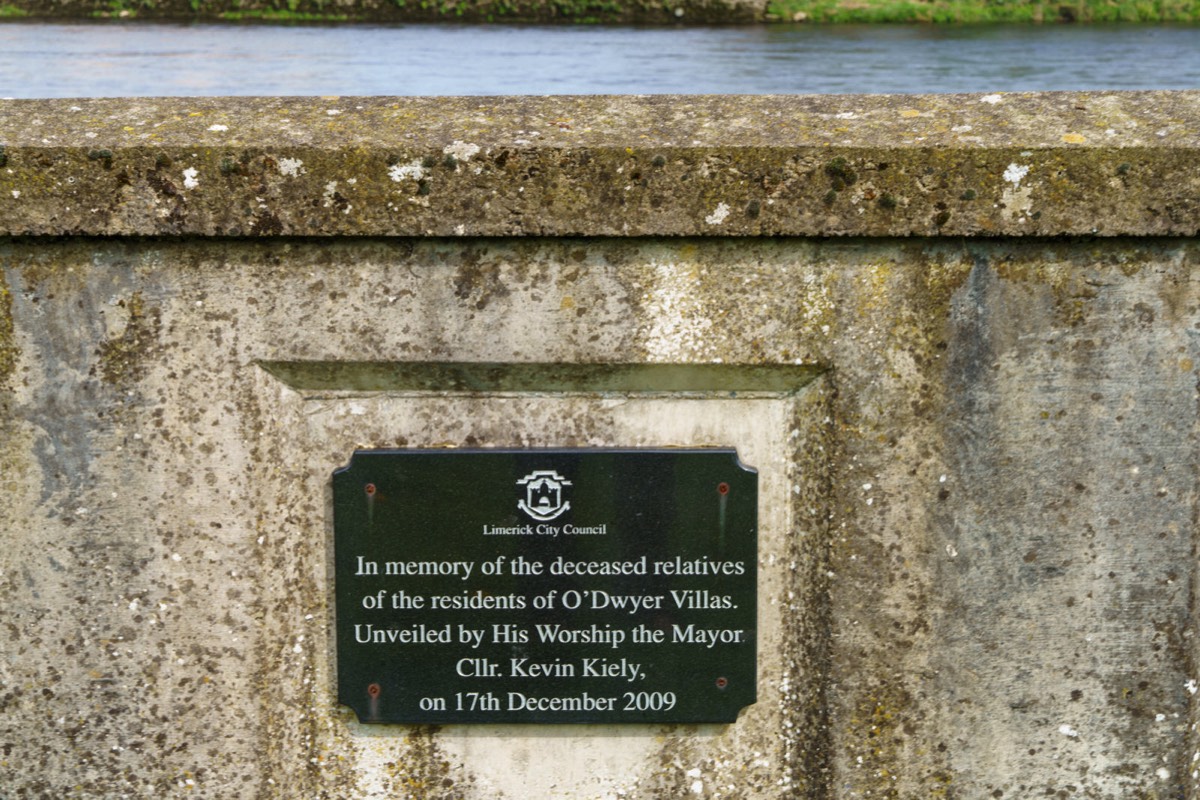 Limerick City Council
In memory of the deceased relatives
of the residents of O'Dwyer Villas.
Unveiled by His Worship the Mayor
Cllr. Kevin Kiely,
on 17th December 2009